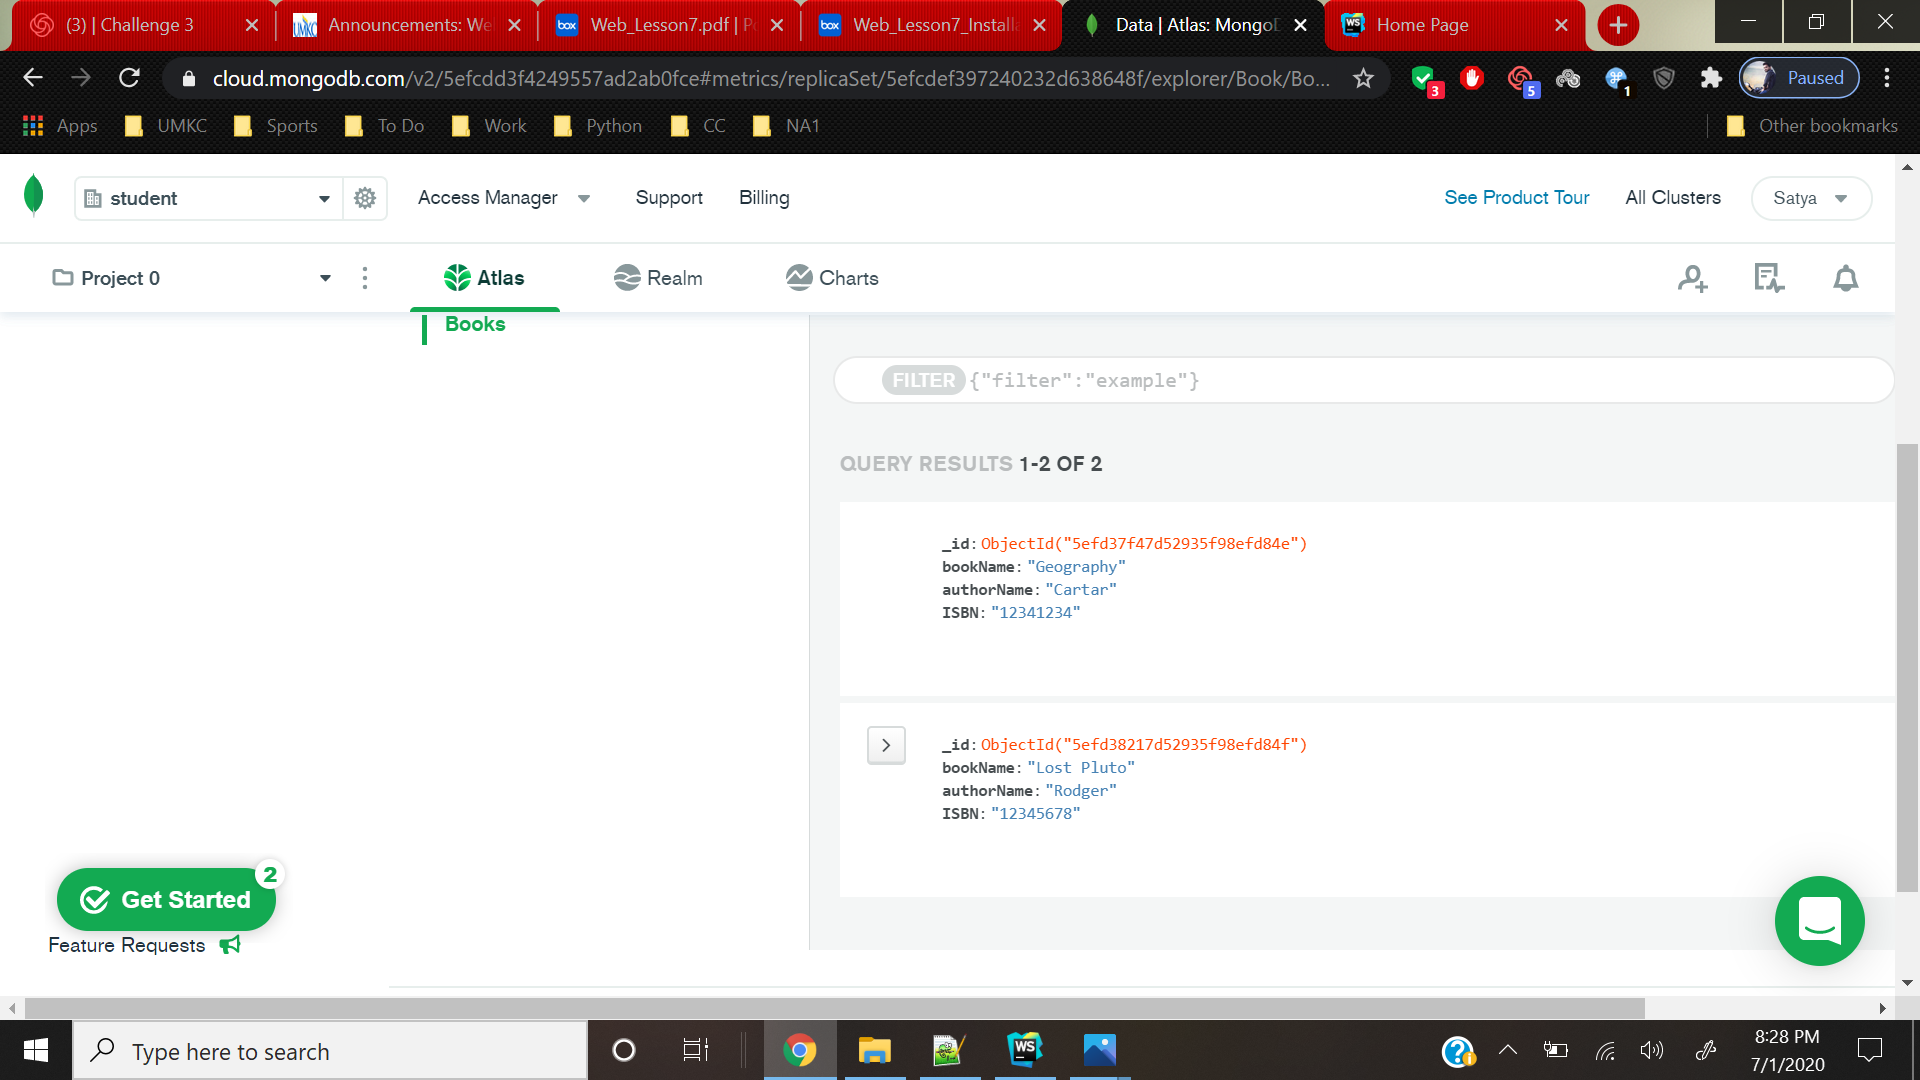 (3) | Challenge 3
Announcements: We
Web_Lesson7.pdf | P
Web_Lesson7_Install
Data | Atlas: MongoD
Home Page
cloud.mongodb.com/v2/5efcdd3f4249557ad2ab0fce#metrics/replicaSet/5efcdef397240232d638648f/explorer/Book/Bo...
3
5
1
Paused
Apps
UMKC
Sports
To Do
Work
Python
CC
NA1
Other bookmarks
student
Access Manager
Support
Billing
See Product Tour
All Clusters
Satya
Project 0
Atlas
Realm
Charts
Books
FILTER {"filter":"example"}
QUERY RESULTS 1-2 OF 2
_id: ObjectId("5efd37f47d52935f98efd84e")
bookName: "Geography"
authorName: "Cartar"
ISBN: "12341234"
_id: ObjectId("5efd38217d52935f98efd84f")
bookName: "Lost Pluto"
authorName: "Rodger"
ISBN: "12345678"
Get Started
2
Feature Requests
Type here to search
WS
8:28 PM
7/1/2020